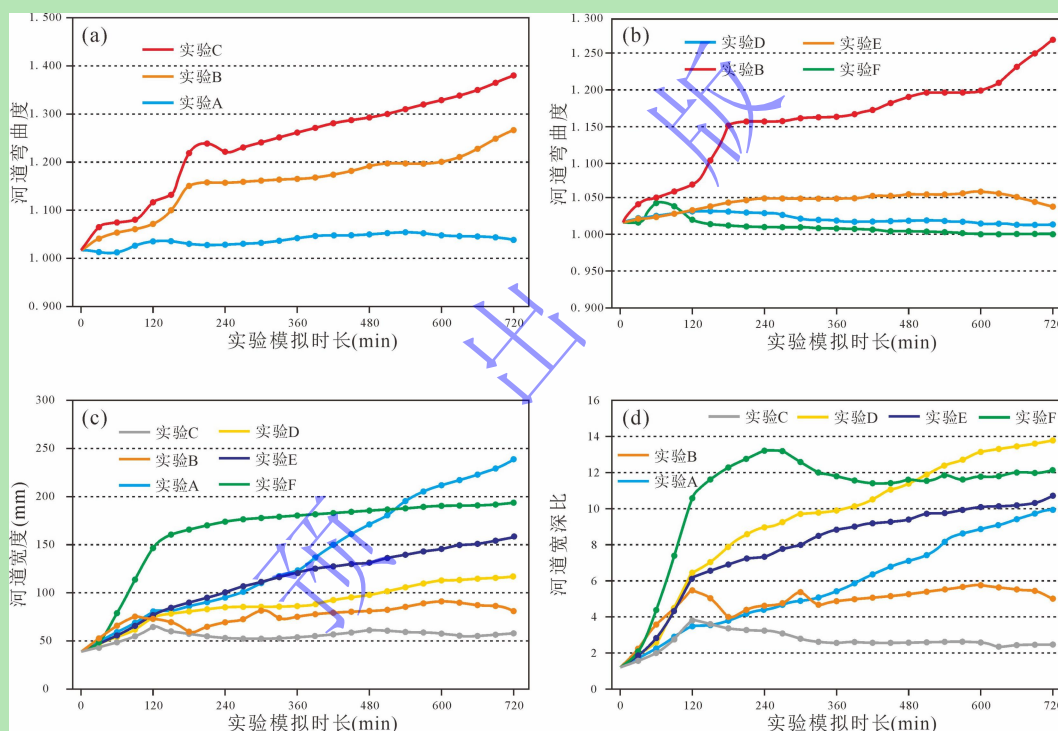 (a)
实验C
实验B
实验A
1.500
1.400
1.300
1.200
1.100
1.000
0.900
河道弯曲度
0 120 240 360 480 600 720
实验模拟时长(min)
(b)
实验D 实验E
实验B 实验F
1.300
1.250
1.200
1.150
1.100
1.050
1.000
0.950
0.900
河道弯曲度
0 120 240 360 480 600 720
实验模拟时长(min)
(c)
实验C 实验D
实验B 实验E
实验A 实验F
300
250
200
150
100
50
0
河道宽度(mm)
0 120 240 360 480 600 720
实验模拟时长(min)
(d)
实验C 实验D 实验E 实验F
实验B
实验A
16
14
12
10
8
6
4
2
0
河道宽深比
0 120 240 360 480 600 720
实验模拟时长(min)